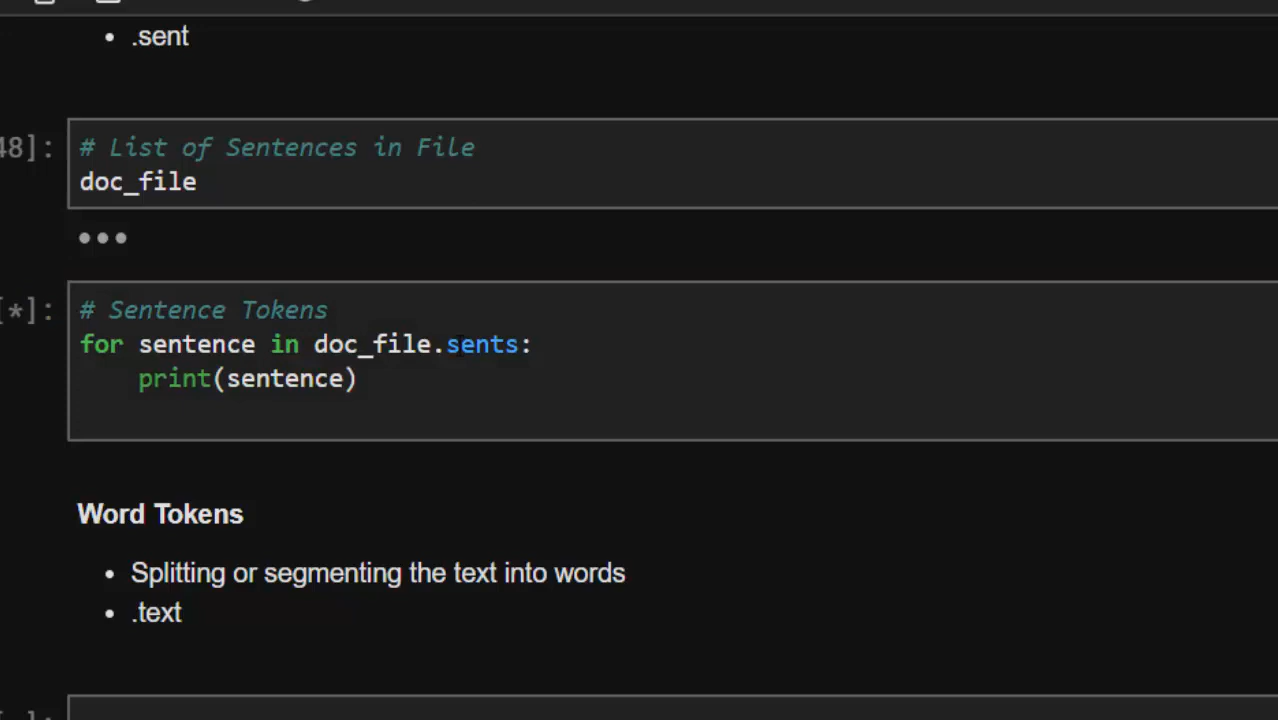 • .sent
48]:
# List of Sentences in File
doc_file
•••
[*]:
# Sentence Tokens
for sentence in doc_file.sents:
    print(sentence)
Word Tokens
• Splitting or segmenting the text into words
• .text